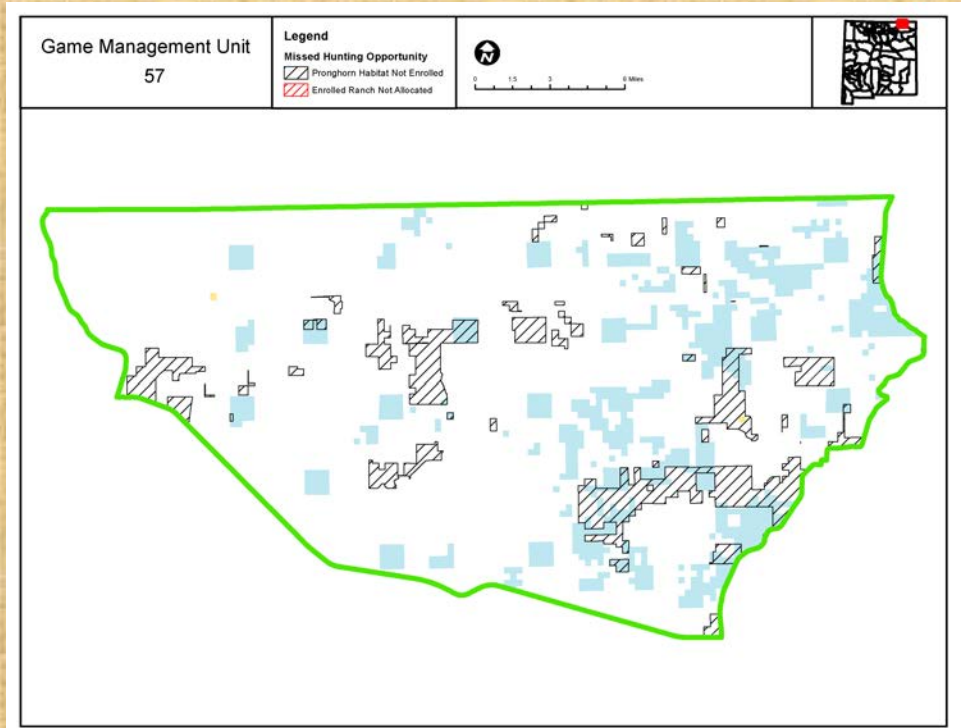 Game Management Unit
57
Legend
Missed Hunting Opportunity
Pronghorn Habitat Not Enrolled
Enrolled Ranch Not Allocated
N
0 1.5 3 6 Miles